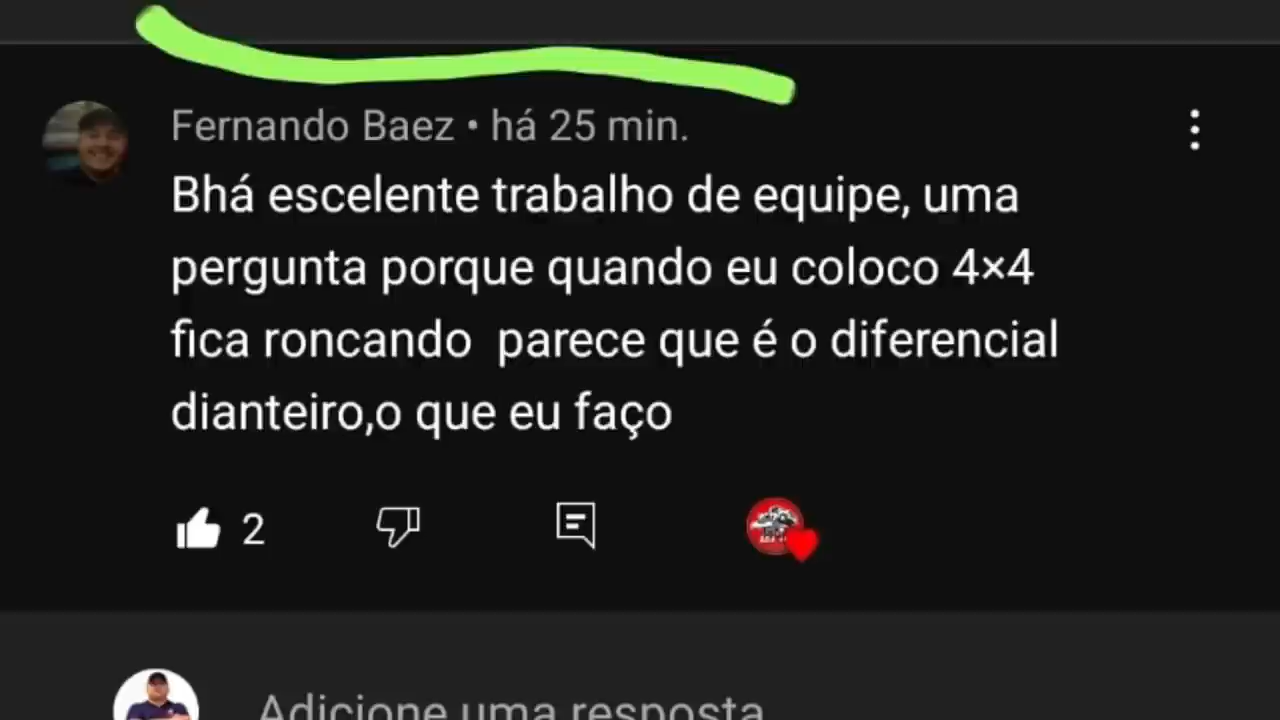 Fernando Baez • há 25 min.
Bhá escelente trabalho de equipe, uma
pergunta porque quando eu coloco 4×4
fica roncando  parece que é o diferencial
dianteiro,o que eu faço
2
Adicione uma resposta